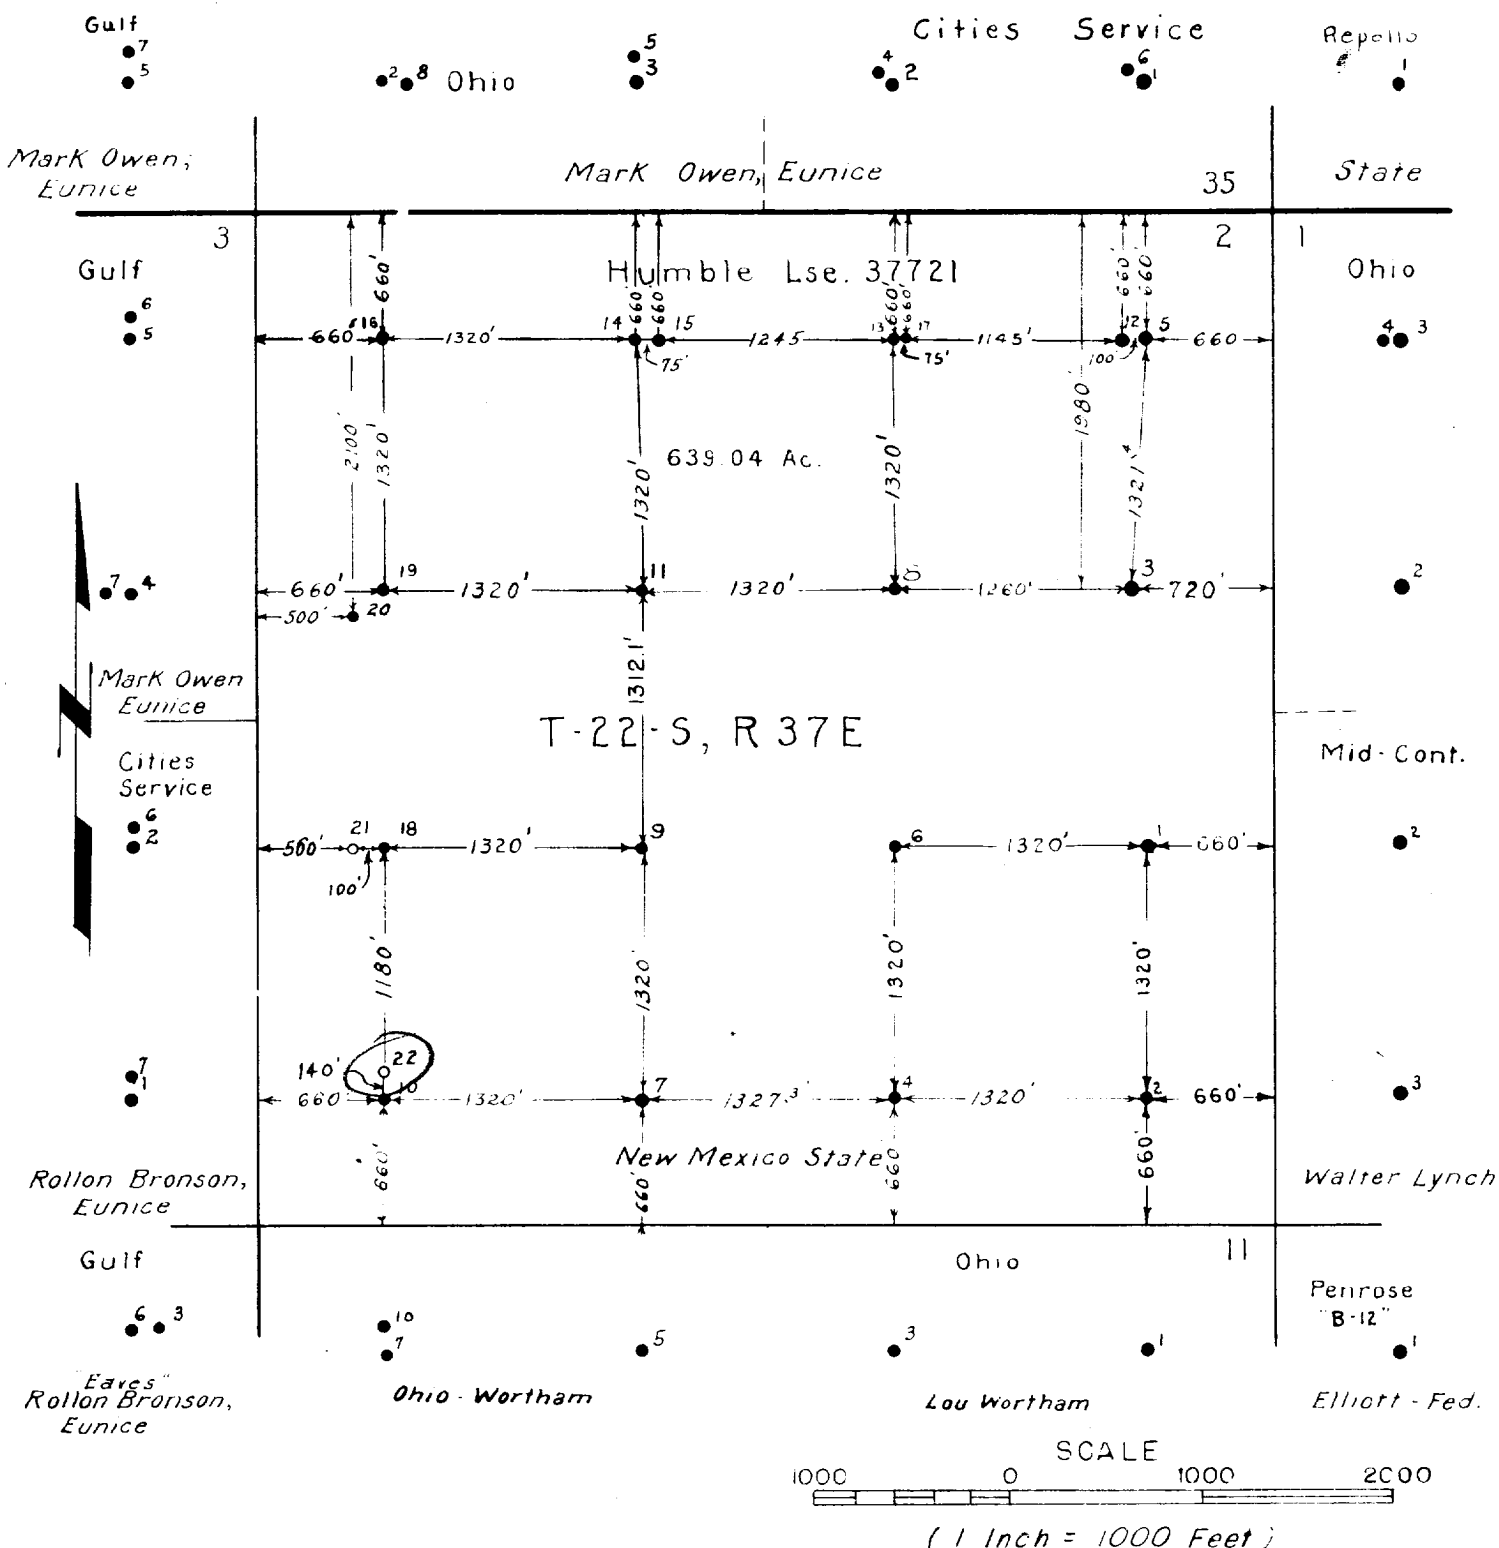 Gulf
7
5
2 8 Ohio
5
3
Cities Service
4
2
6
1
1
Mark Owen,
Eunice
Mark Owen, Eunice
35
State
3
2
1
Gulf
Humble Lse. 37721
Ohio
6
5
660'
660'
660
660'
660'
660'
660'
660
16
1320'
14
15
75'
1245
13
17
75'
1145'
12
100'
5
660
4 3
2100'
1320'
1320'
639.04 Ac.
1320'
1980'
1321.4
7 4
660'
19
1320'
11
1320'
1260'
3
720'
2
500'
20
1312.1'
Mark Owen
Eunice
T-22-S, R 37E
Cities
Service
Mid-Cont.
6
2
560'
21
18
100'
1320'
9
6
1320'
1
660'
2
1180'
1320'
1320'
1320'
7
1
140'
22
660
10
1320'
7
1327.3'
4
1320'
2
660'
3
660'
660'
660
660'
New Mexico State
Rollon Bronson,
Eunice
Walter Lynch
Gulf
Ohio
11
Penrose
"B-12"
6 3
10
7
5
3
1
1
"Eaves"
Rollon Bronson,
Eunice
Ohio - Wortham
Lou Wortham
Elliott - Fed.
SCALE
1000 0 1000 2000
(1 Inch = 1000 Feet)